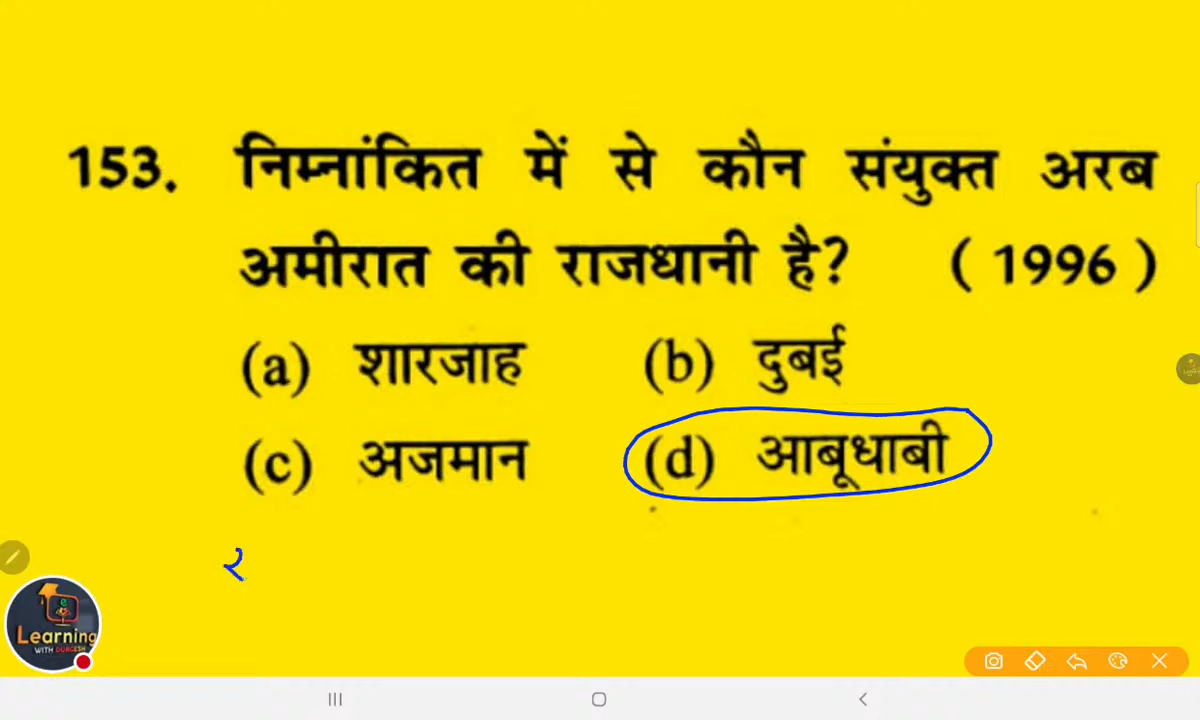 153. निम्नांकित में से कौन संयुक्त अरब
अमीरात की राजधानी है? ( 1996 )
(a) शारजाह (b) दुबई
(c) अजमान (d) आबूधाबी
२
Learning
WITH DURGESH